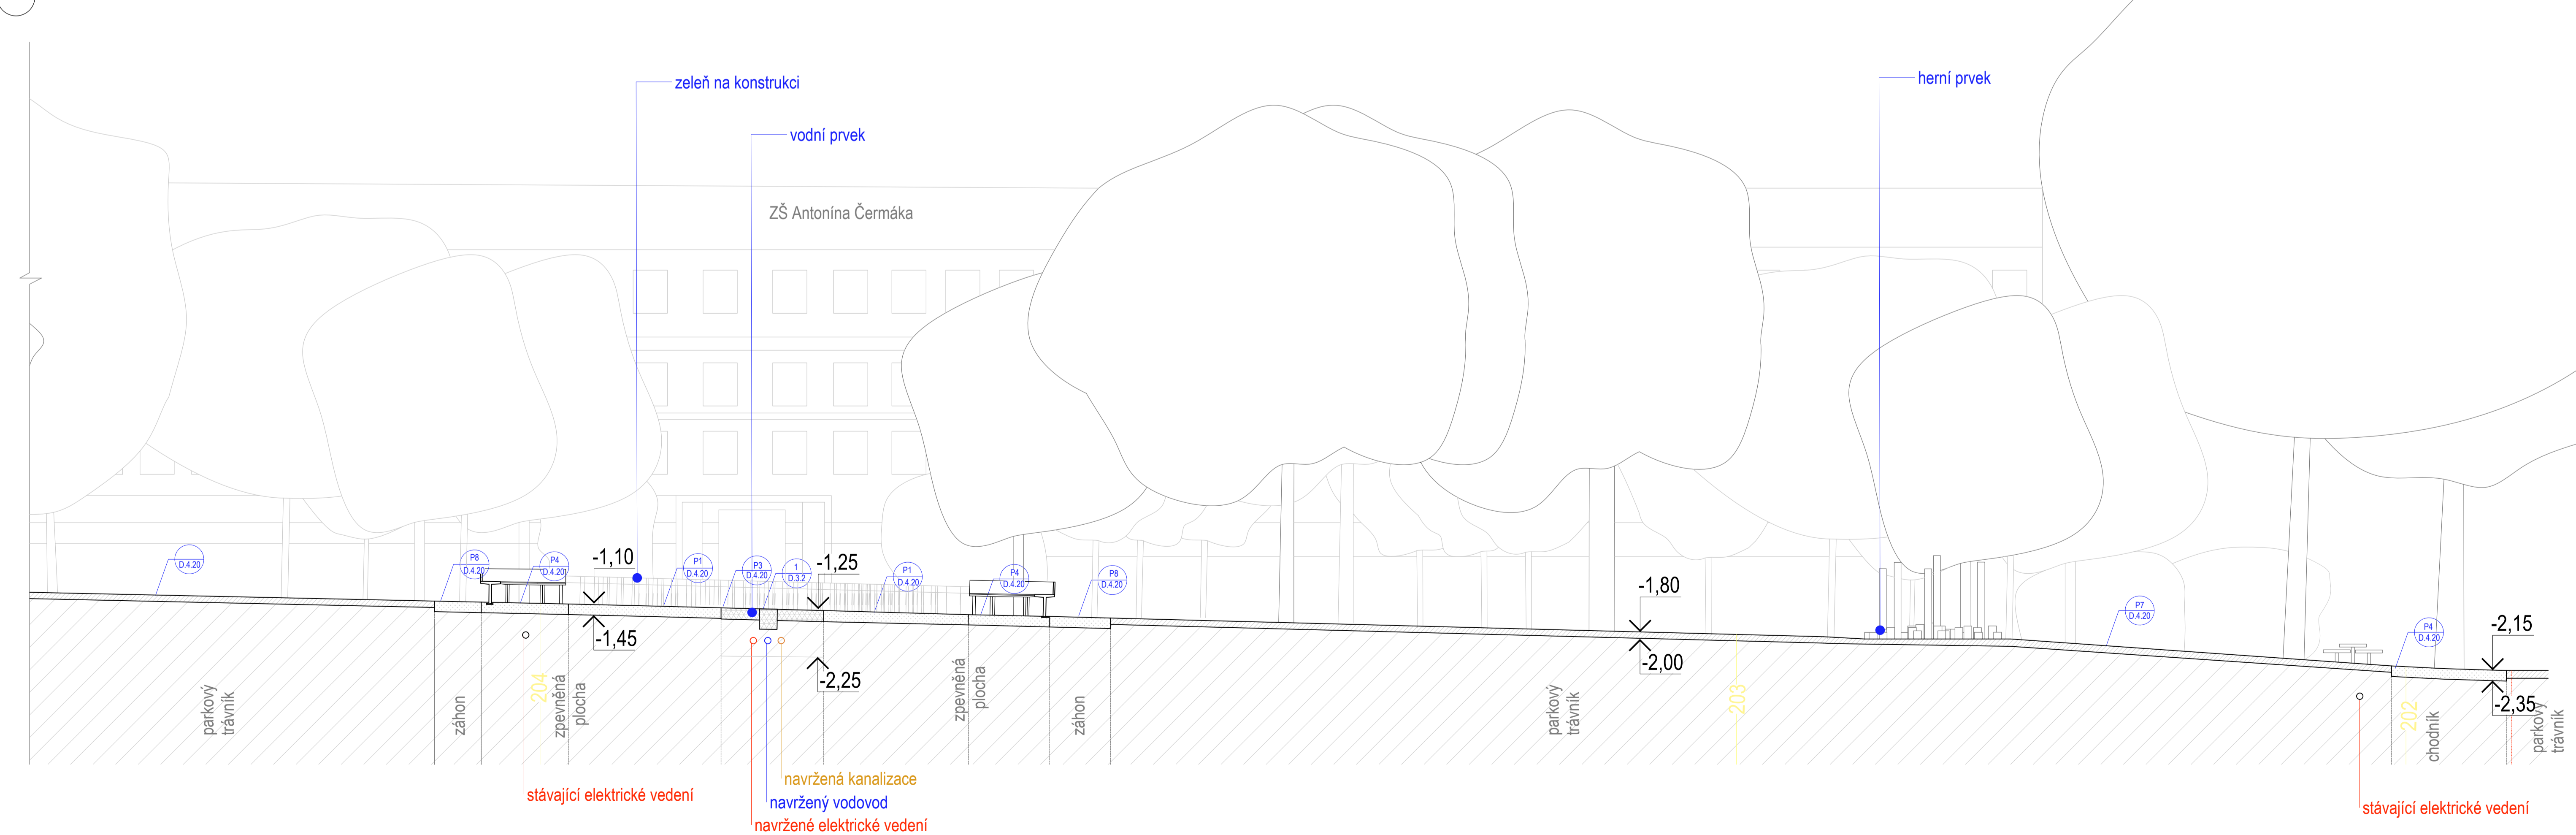 zeleň na konstrukci
herní prvek
vodní prvek
ZŠ Antonína Čermáka
D.4.20
P8
D.4.20
P4
D.4.20
-1,10
-1,45
P1
D.4.20
P3
D.4.20
1
D.3.2
-1,25
-2,25
P1
D.4.20
P4
D.4.20
P8
D.4.20
-1,80
-2,00
P7
D.4.20
P4
D.4.20
-2,15
-2,35
parkový
trávník
záhon
204
zpevněná
plocha
zpevněná
plocha
záhon
parkový
trávník
203
202
chodník
parkový
trávník
navržená kanalizace
stávající elektrické vedení
navržený vodovod
navržené elektrické vedení
stávající elektrické vedení